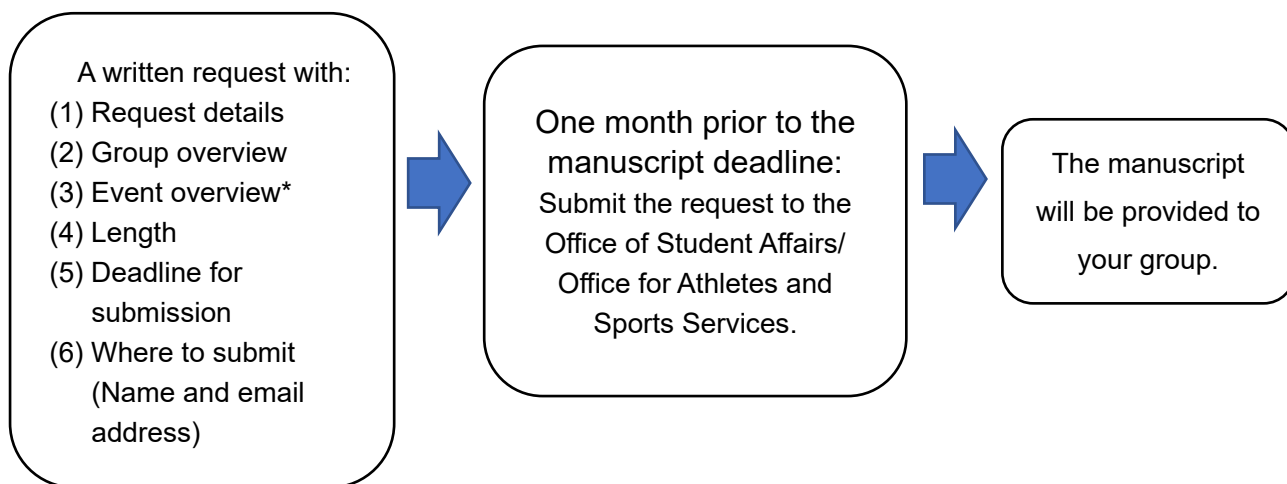 A written request with:
(1) Request details
(2) Group overview
(3) Event overview*
(4) Length
(5) Deadline for
submission
(6) Where to submit
(Name and email
address)
One month prior to the
manuscript deadline:
Submit the request to the
Office of Student Affairs/
Office for Athletes and
Sports Services.
The manuscript
will be provided to
your group.